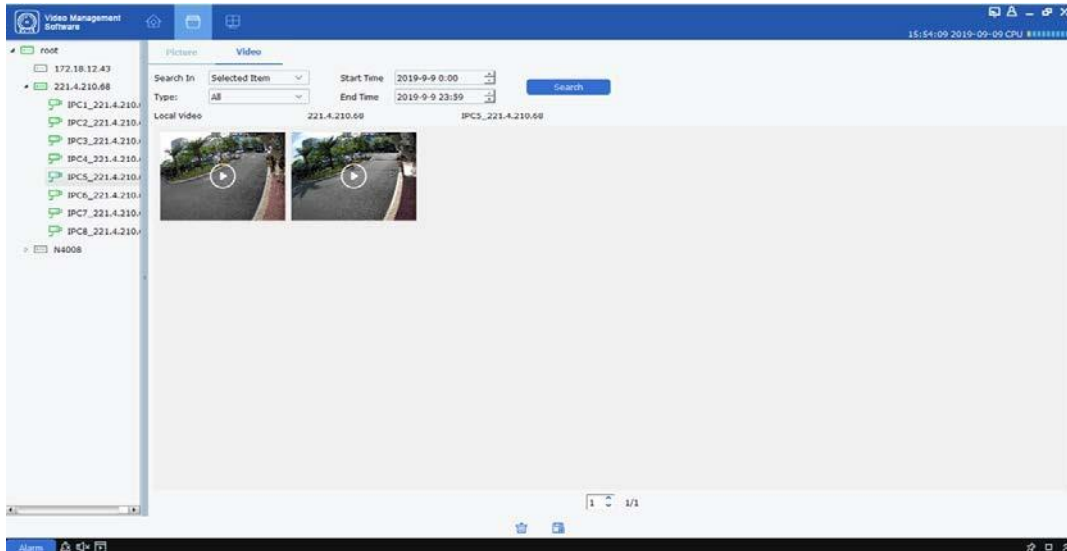 Video Management
Software
15:54:09 2019-09-09 CPU
root
172.18.12.43
221.4.210.68
IPC1_221.4.210.
IPC2_221.4.210.
IPC3_221.4.210.
IPC4_221.4.210.
IPC5_221.4.210.
IPC6_221.4.210.
IPC7_221.4.210.
IPC8_221.4.210.
N4008
Picture Video
Search In Selected Item Start Time 2019-9-9 0:00 Search
Type: All End Time 2019-9-9 23:59
Local Video 221.4.210.68 IPC5_221.4.210.68
1 1/1
Alarm